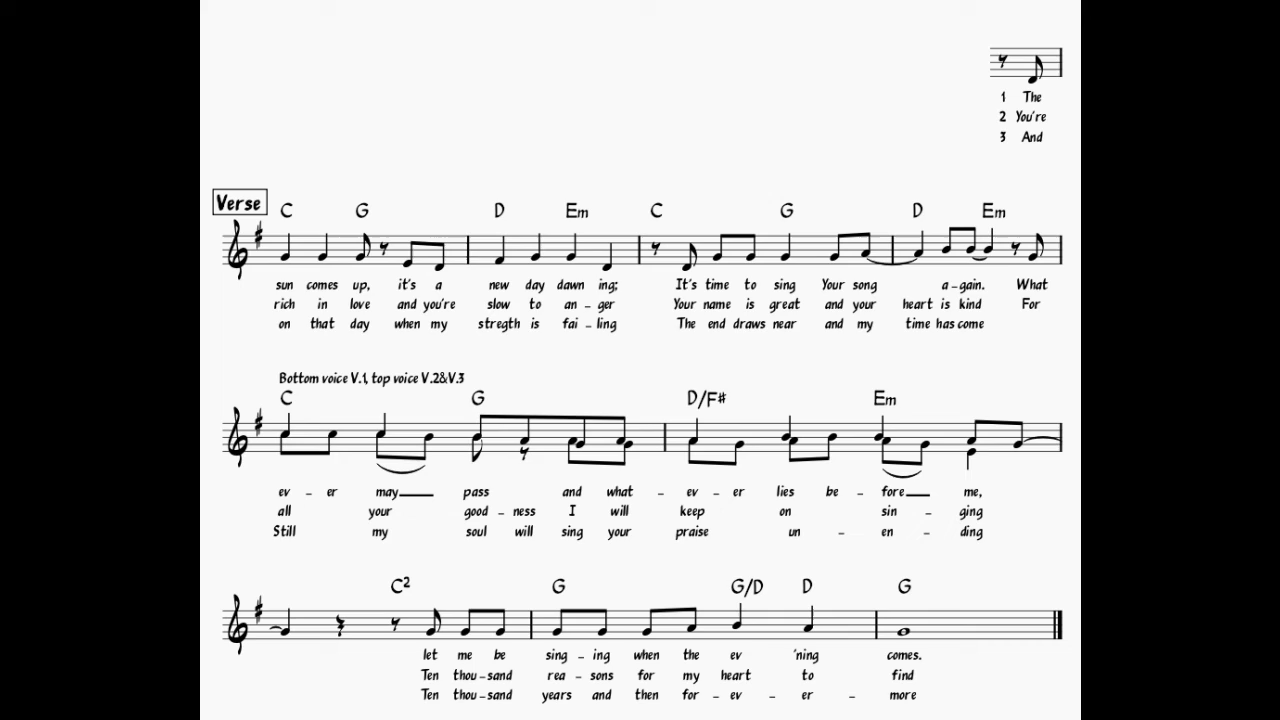 1 The
2 You're
3 And
Verse
C G D Em C G D Em
sun comes up, it's a new day dawn ing; It's time to sing Your song a-gain. What
rich in love and you're slow to an - ger Your name is great and your heart is kind For
on that day when my stregth is fai - ling The end draws near and my time has come
Bottom voice V.1, top voice V.2&V.3
C G D/F# Em
ev - er may pass and what - ev - er lies be - fore me,
all your good - ness I will keep on sin - ging
Still my soul will sing your praise un - en - ding
C2 G G/D D G
let me be sing - ing when the ev 'ning comes.
Ten thou - sand rea - sons for my heart to find
Ten thou - sand years and then for - ev - er - more